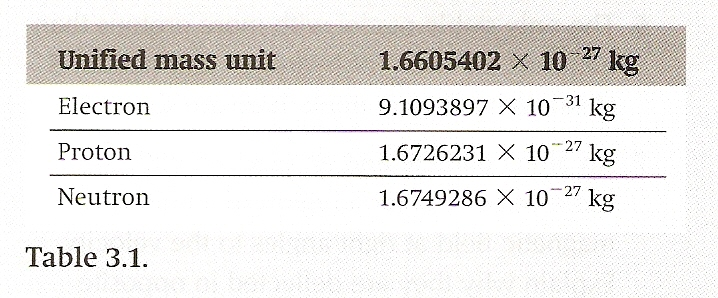 Unified mass unit 1.6605402 × 10⁻²⁷ kg
Electron 9.1093897 × 10⁻³¹ kg
Proton 1.6726231 × 10⁻²⁷ kg
Neutron 1.6749286 × 10⁻²⁷ kg
Table 3.1.